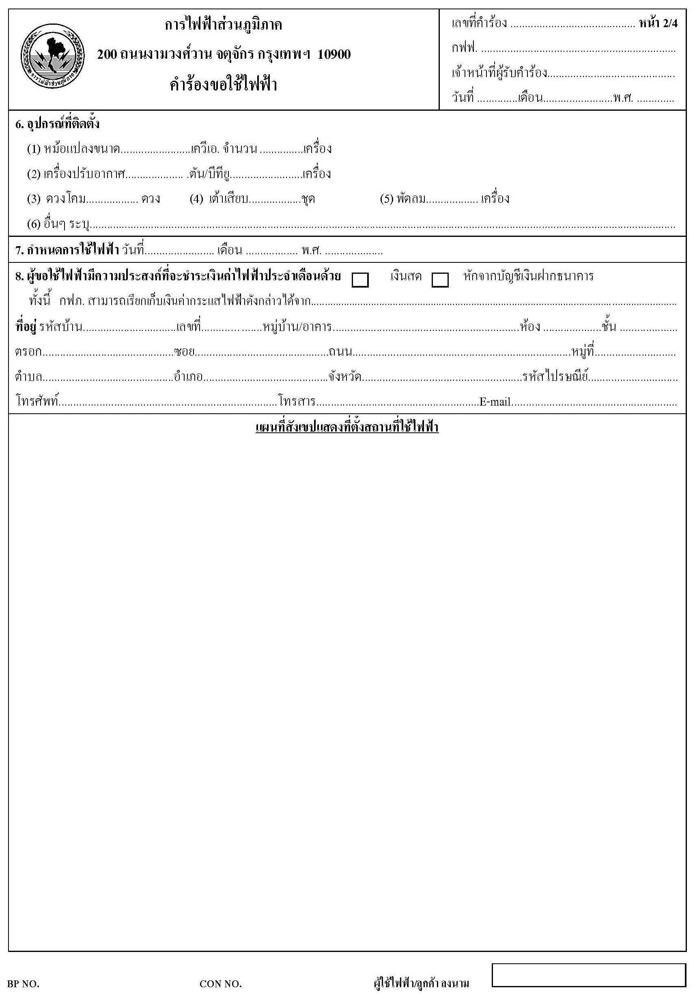 การไฟฟ้าส่วนภูมิภาค
200 ถนนงามวงศ์วาน จตุจักร กรุงเทพฯ 10900
คำร้องขอใช้ไฟฟ้า
การไฟฟ้าส่วนภูมิภาค
เลขที่คำร้อง ........................................... หน้า 2/4
กฟฟ. ...................................................................
เจ้าหน้าที่ผู้รับคำร้อง............................................
วันที่ ..............เดือน........................พ.ศ. .............
6. อุปกรณ์ที่ติดตั้ง
(1) หม้อแปลงขนาด........................เควีเอ. จำนวน ...............เครื่อง
(2) เครื่องปรับอากาศ.................... .ตัน/บีทียู.........................เครื่อง
(3) ดวงโคม.................. ดวง (4) เต้าเสียบ..................ชุด (5) พัดลม.................. เครื่อง
(6) อื่นๆ ระบุ........................................................................................................................
7. กำหนดการใช้ไฟฟ้า วันที่........................ เดือน .................. พ.ศ. ....................
8. ผู้ขอใช้ไฟฟ้ามีความประสงค์ที่จะชำระเงินค่าไฟฟ้าประจำเดือนด้วย ☐ เงินสด ☐ หักจากบัญชีเงินฝากธนาคาร
ทั้งนี้ กฟภ. สามารถเรียกเก็บเงินค่ากระแสไฟฟ้าดังกล่าวได้จาก.....................................................................
ที่อยู่ รหัสบ้าน................................เลขที่............. .......หมู่บ้าน/อาคาร................................................................ห้อง ....................ชั้น ....................
ตรอก.............................................ซอย..............................................ถนน...........................................................................หมู่ที่............................
ตำบล.............................................อำเภอ...........................................จังหวัด.......................................................รหัสไปรษณีย์...............................
โทรศัพท์...........................................................................โทรสาร........................................................E-mail.........................................................
แผนที่สังเขปแสดงที่ตั้งสถานที่ใช้ไฟฟ้า
BP NO. CON NO. ผู้ใช้ไฟฟ้า/ลูกค้า ลงนาม